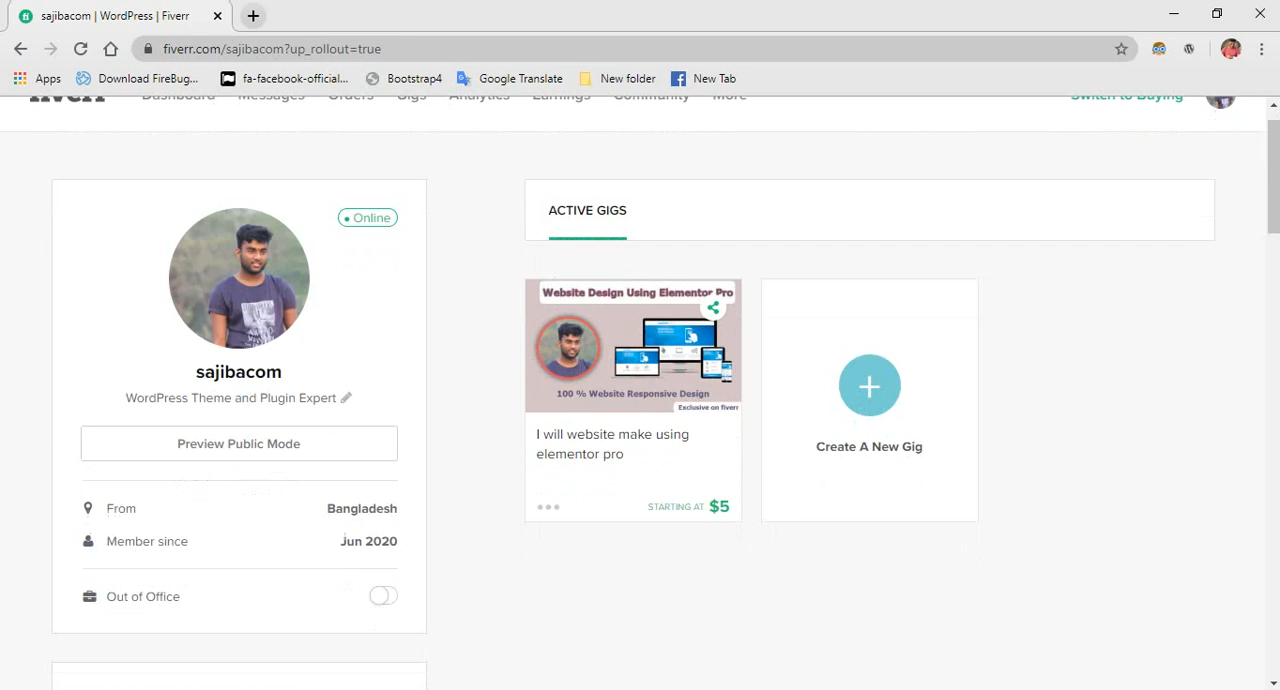 sajibacom | WordPress | Fiverr
fiverr.com/sajibacom?up_rollout=true
Apps
Download FireBug...
fa-facebook-official...
Bootstrap4
Google Translate
New folder
New Tab
fiverr
Dashboard
Messages
Orders
Gigs
Analytics
Earnings
Community
More
Switch to Buying
Online
sajibacom
WordPress Theme and Plugin Expert
Preview Public Mode
From Bangladesh
Member since Jun 2020
Out of Office
ACTIVE GIGS
Website Design Using Elementor Pro
100 % Website Responsive Design
Exclusive on fiverr
I will website make using
elementor pro
STARTING AT $5
Create A New Gig